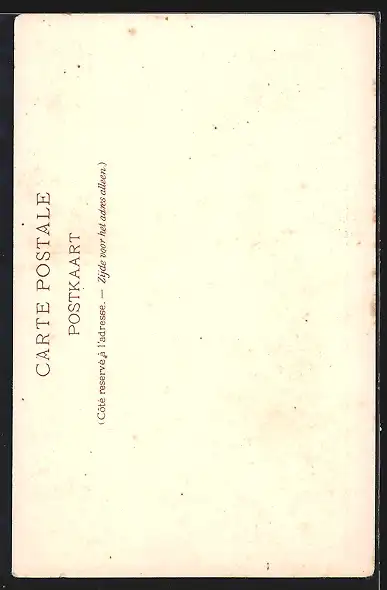 CARTE POSTALE
POSTKAART
(Côté reservé à l'adresse. — Zijde voor het adres alleen.)